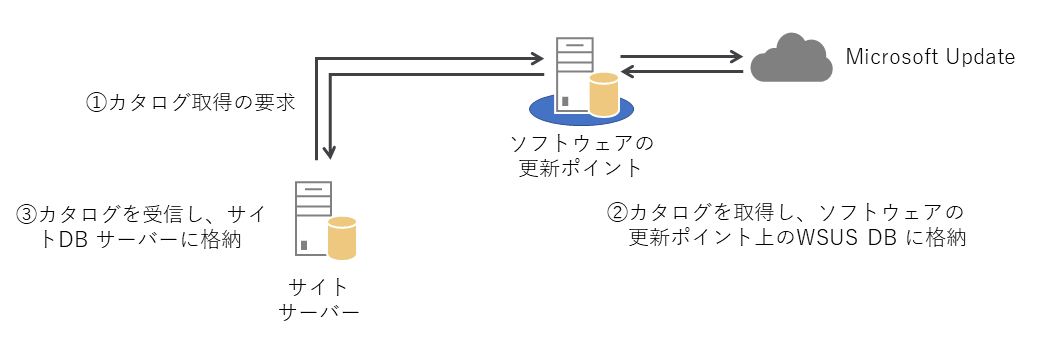 Microsoft Update
①カタログ取得の要求
ソフトウェアの
更新ポイント
③カタログを受信し、サイ
トDB サーバーに格納
②カタログを取得し、ソフトウェアの
更新ポイント上のWSUS DB に格納
サイト
サーバー